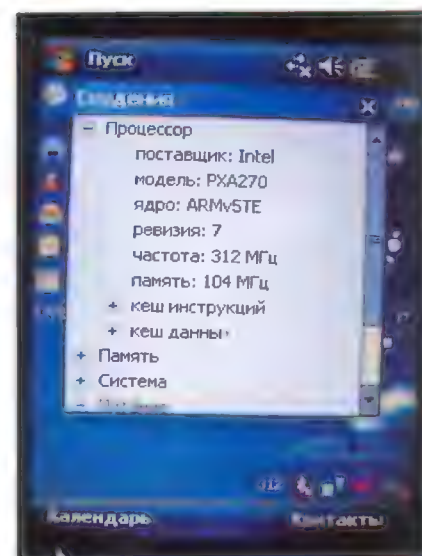 Пуск
Сведения
− Процессор
поставщик: Intel
модель: PXA270
ядро: ARMv5TE
ревизия: 7
частота: 312 МГц
память: 104 МГц
+ кеш инструкций
+ кеш данны
+ Память
+ Система
Календарь
Контакты